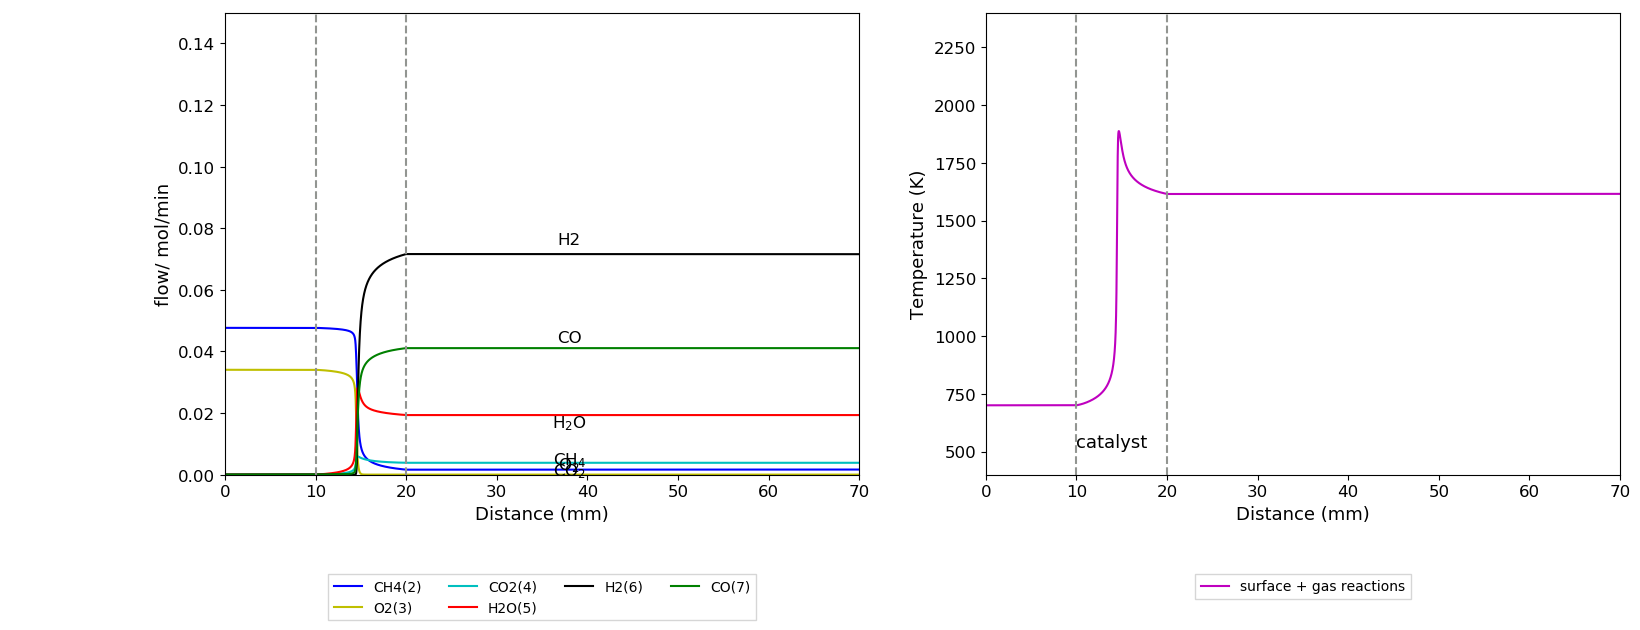 0.14
0.12
0.10
0.08
0.06
0.04
0.02
0.00
flow/ mol/min
H2
CO
H₂O
CH₄
CO₂
0 10 20 30 40 50 60 70
Distance (mm)
CH4(2) CO2(4) H2(6) CO(7)
O2(3) H2O(5)
2250
2000
1750
1500
1250
1000
750
500
Temperature (K)
catalyst
0 10 20 30 40 50 60 70
Distance (mm)
surface + gas reactions